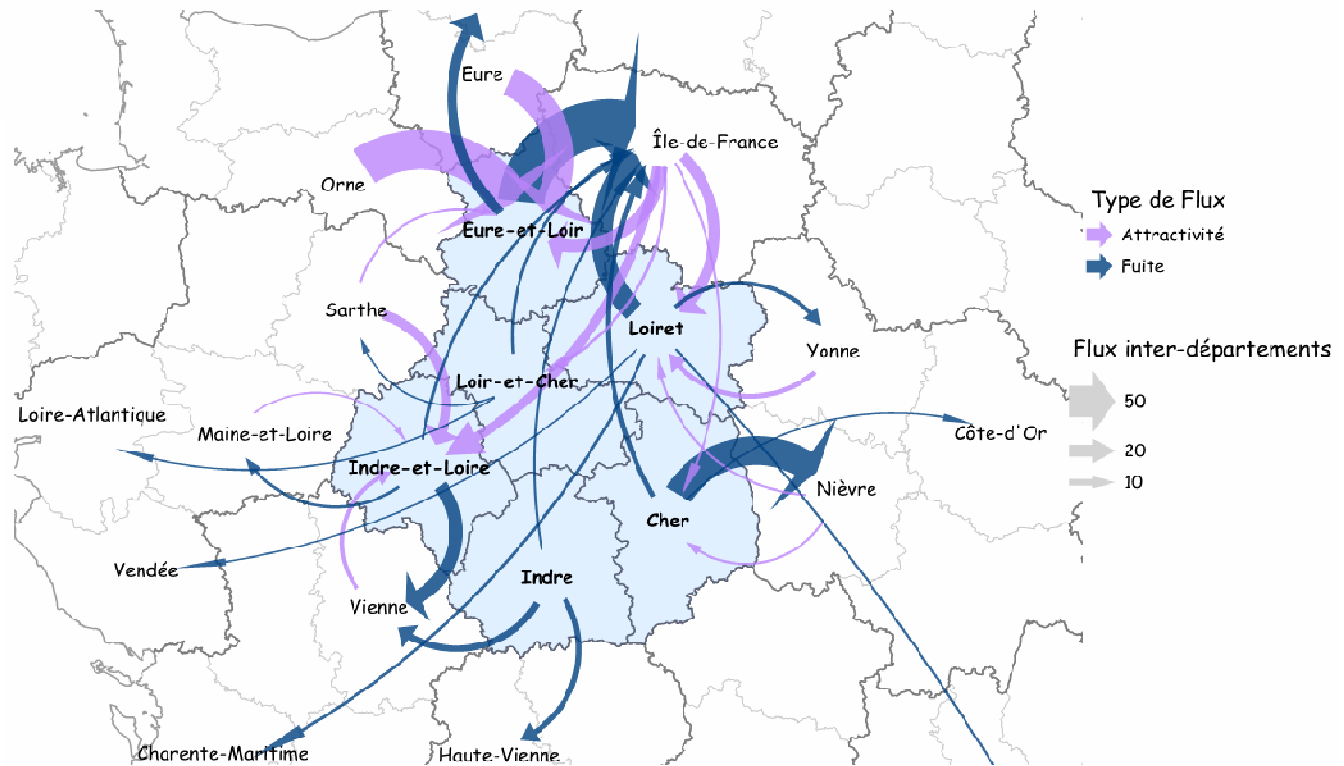 Eure
Île-de-France
Orne
Type de Flux
Eure-et-Loir
Attractivité
Fuite
Sarthe
Loiret
Yonne
Flux inter-départements
Loir-et-Cher
50
Loire-Atlantique
Maine-et-Loire
Côte-d'Or
20
Indre-et-Loire
10
Nièvre
Cher
Vendée
Indre
Vienne
Charente-Maritime
Haute-Vienne